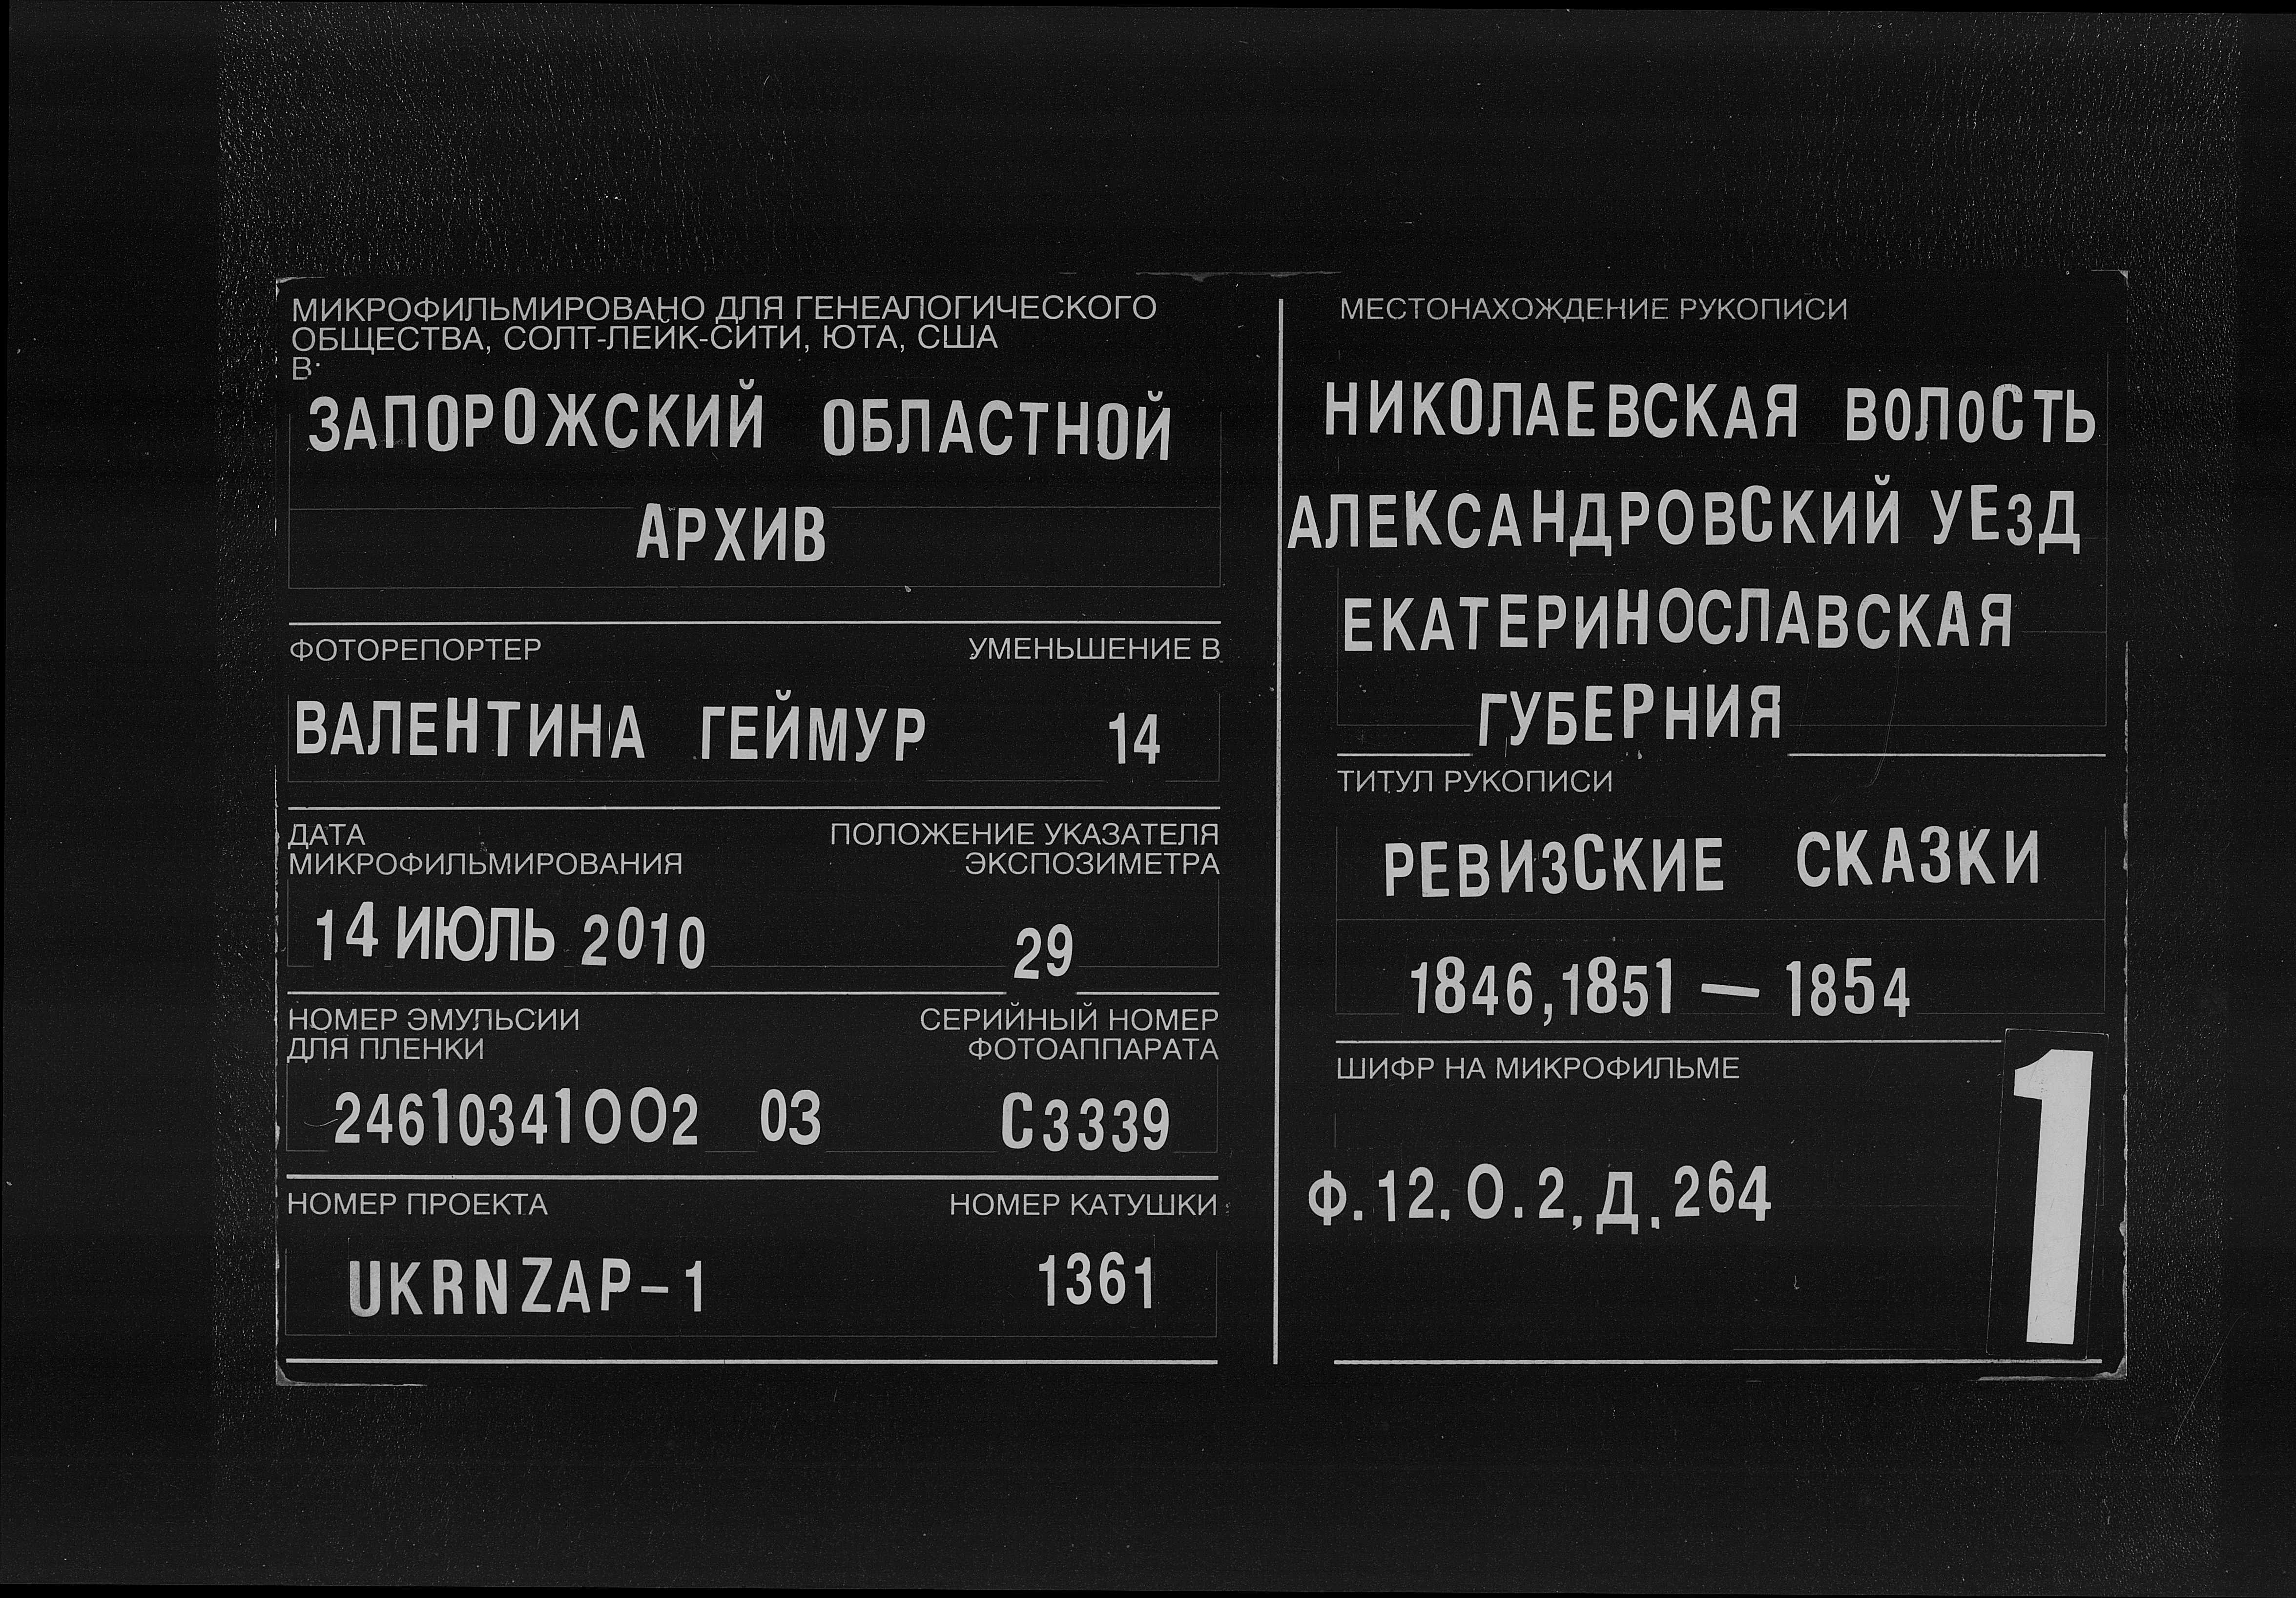 МИКРОФИЛЬМИРОВАНО ДЛЯ ГЕНЕАЛОГИЧЕСКОГО
ОБЩЕСТВА, СОЛТ-ЛЕЙК-СИТИ, ЮТА, США
В:
ЗАПОРОЖСКИЙ ОБЛАСТНОЙ
АРХИВ
ФОТОРЕПОРТЕР УМЕНЬШЕНИЕ В
ВАЛЕНТИНА ГЕЙМУР 14
ДАТА
МИКРОФИЛЬМИРОВАНИЯ
ПОЛОЖЕНИЕ УКАЗАТЕЛЯ
ЭКСПОЗИМЕТРА
14 ИЮЛЬ 2010 29
НОМЕР ЭМУЛЬСИИ
ДЛЯ ПЛЕНКИ
СЕРИЙНЫЙ НОМЕР
ФОТОАППАРАТА
24610341002 03 С3339
НОМЕР ПРОЕКТА НОМЕР КАТУШКИ
UKRNZAP-1 1361
МЕСТОНАХОЖДЕНИЕ РУКОПИСИ
НИКОЛАЕВСКАЯ ВОЛОСТЬ
АЛЕКСАНДРОВСКИЙ УЕЗД
ЕКАТЕРИНОСЛАВСКАЯ
ГУБЕРНИЯ
ТИТУЛ РУКОПИСИ
РЕВИЗСКИЕ СКАЗКИ
1846, 1851 — 1854
ШИФР НА МИКРОФИЛЬМЕ
Ф. 12. О. 2. Д. 264
1